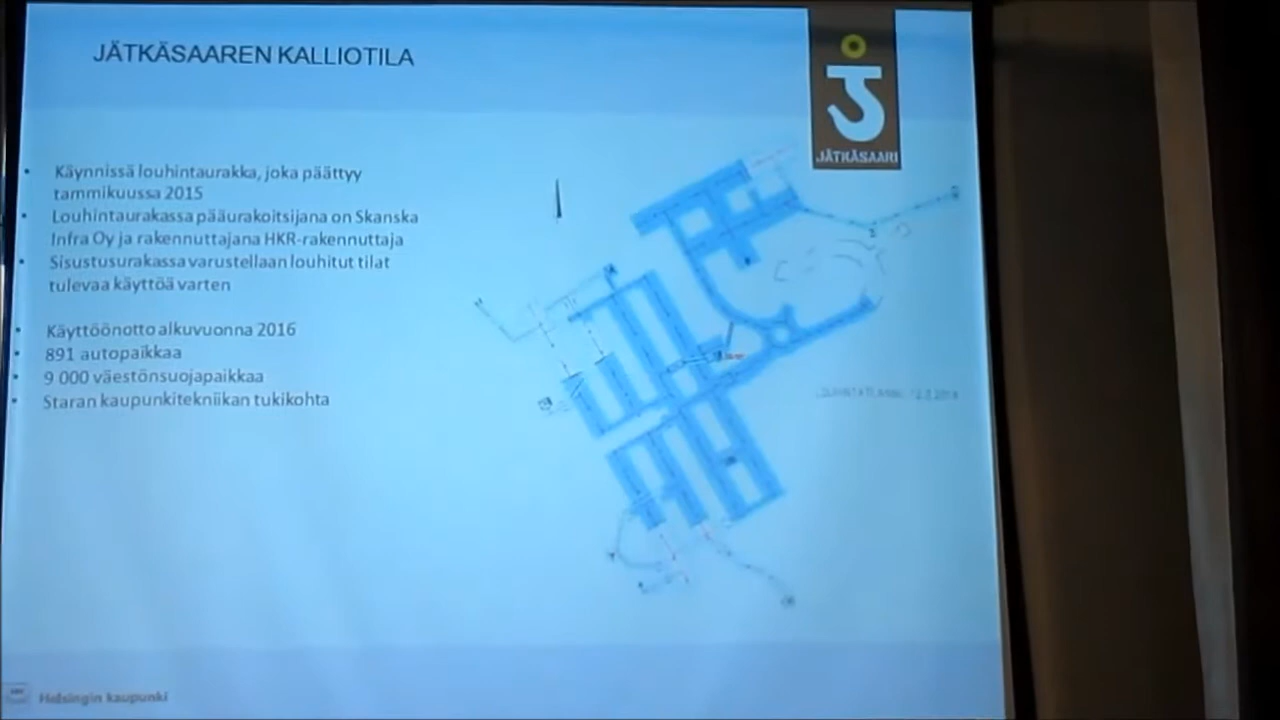 JÄTKÄSAAREN KALLIOTILA
JÄTKÄSAARI
• Käynnissä louhintaurakka, joka päättyy
tammikuussa 2015
• Louhintaurakassa pääurakoitsijana on Skanska
Infra Oy ja rakennuttajana HKR-rakennuttaja
• Sisustusurakassa varustellaan louhitut tilat
tulevaa käyttöä varten
• Käyttöönotto alkuvuonna 2016
• 891 autopaikkaa
• 9 000 väestönsuojapaikkaa
• Staran kaupunkitekniikan tukikohta
Helsingin kaupunki